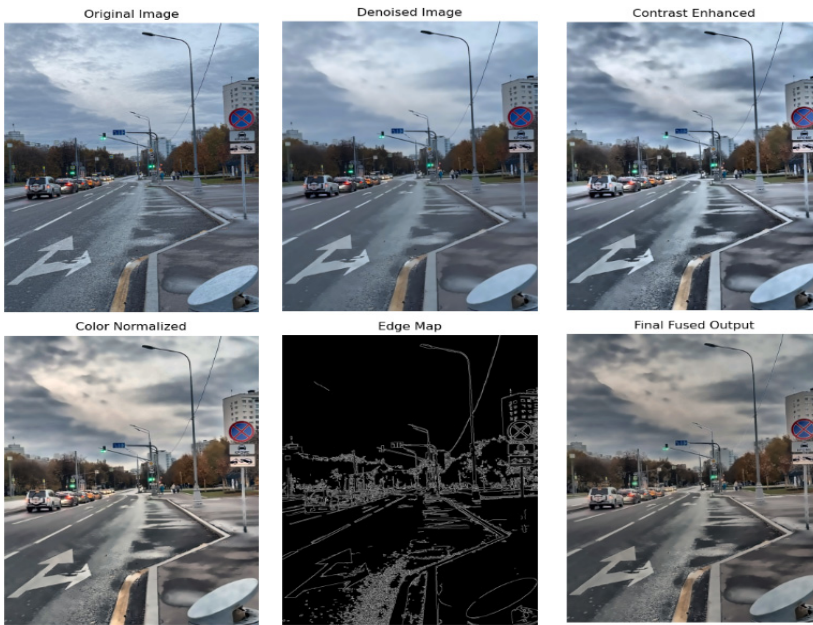 Original Image
Denoised Image
Contrast Enhanced
Color Normalized
Edge Map
Final Fused Output